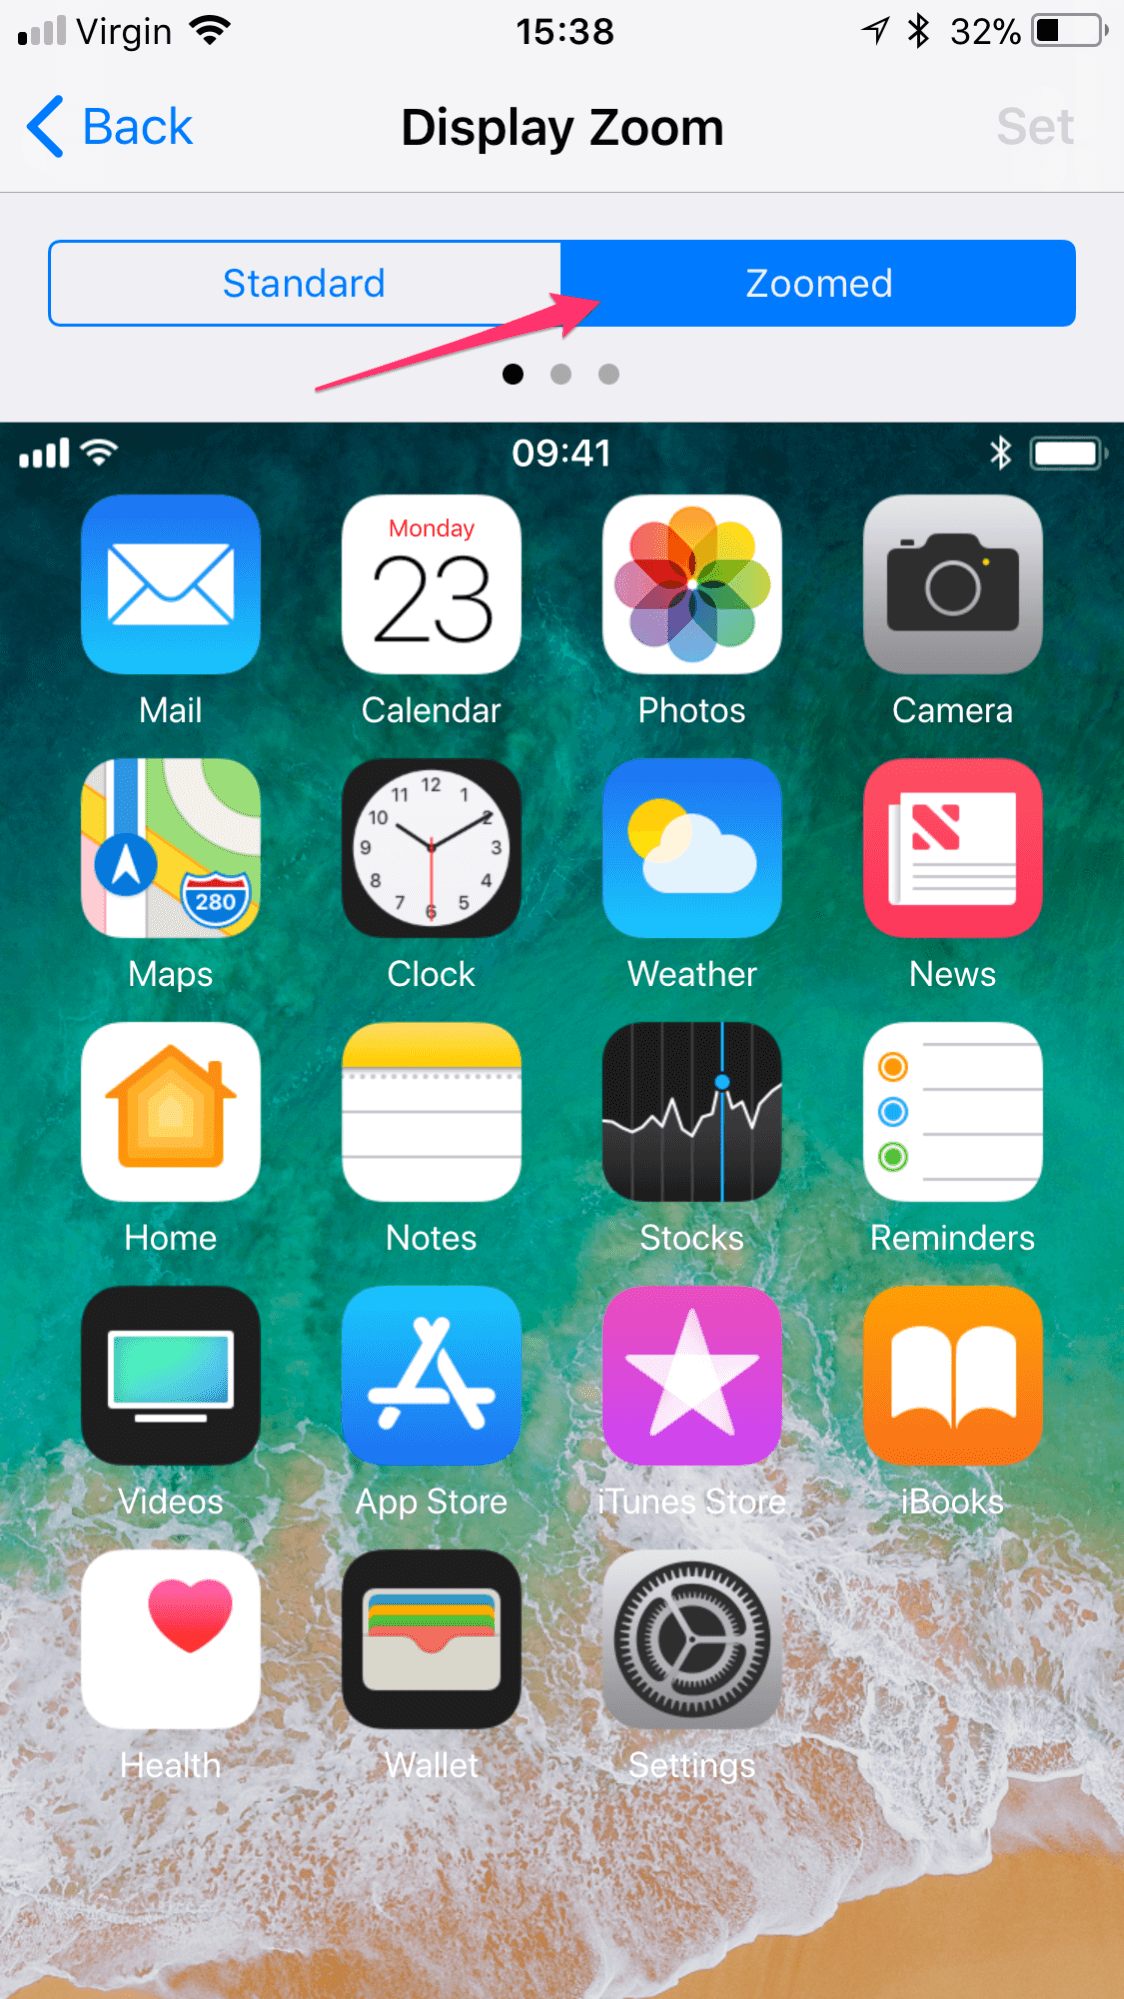 Virgin 15:38 32%
Back Display Zoom Set
Standard Zoomed
09:41
Monday
23
Mail Calendar Photos Camera
12
11 1
10 2
9 3
8 4
7 5
6
280
Maps Clock Weather News
Home Notes Stocks Reminders
Videos App Store iTunes Store iBooks
Health Wallet Settings